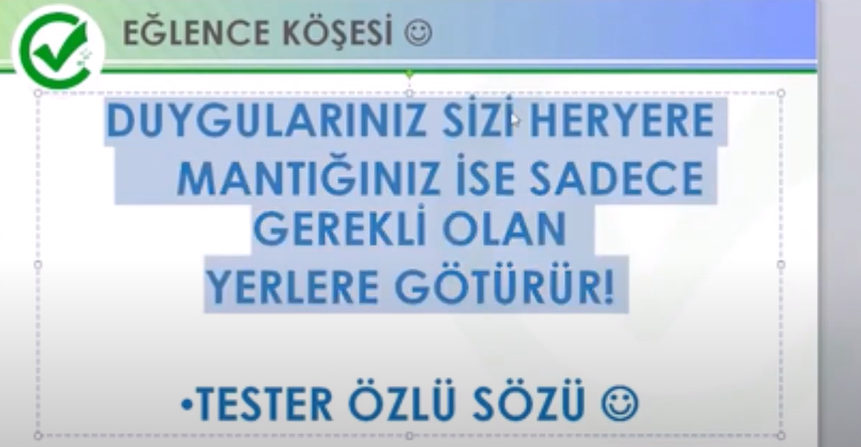 EĞLENCE KÖŞESİ ☺
DUYGULARINIZ SİZİ HERYERE
MANTIĞINIZ İSE SADECE
GEREKLİ OLAN
YERLERE GÖTÜRÜR!
•TESTER ÖZLÜ SÖZÜ ☺